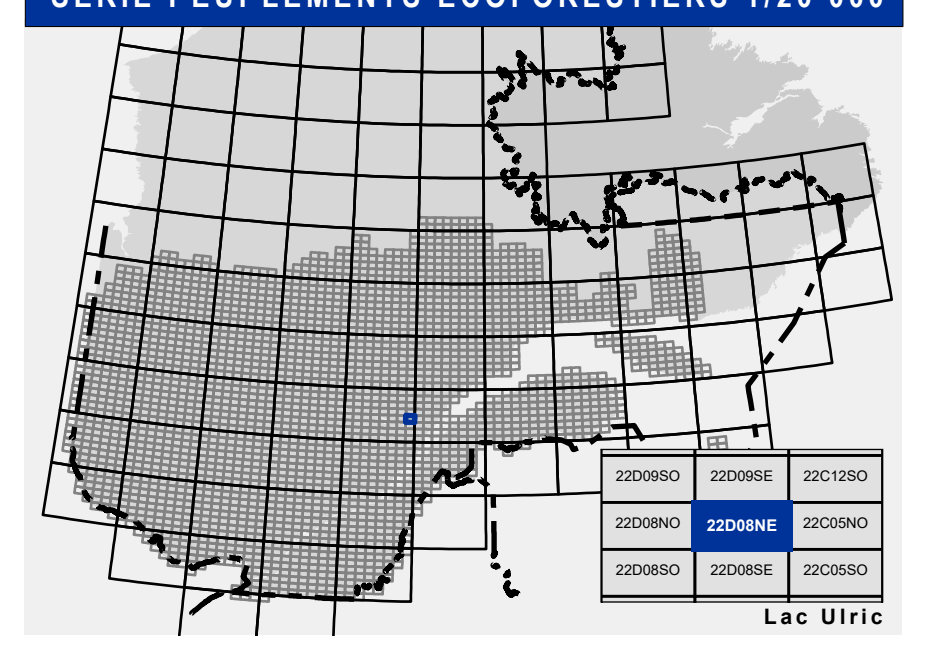 SÉRIE PEUPLEMENTS ÉCOFORESTIERS 1/20 000
22D09SO 22D09SE 22C12SO
22D08NO 22D08NE 22C05NO
22D08SO 22D08SE 22C05SO
Lac Ulric